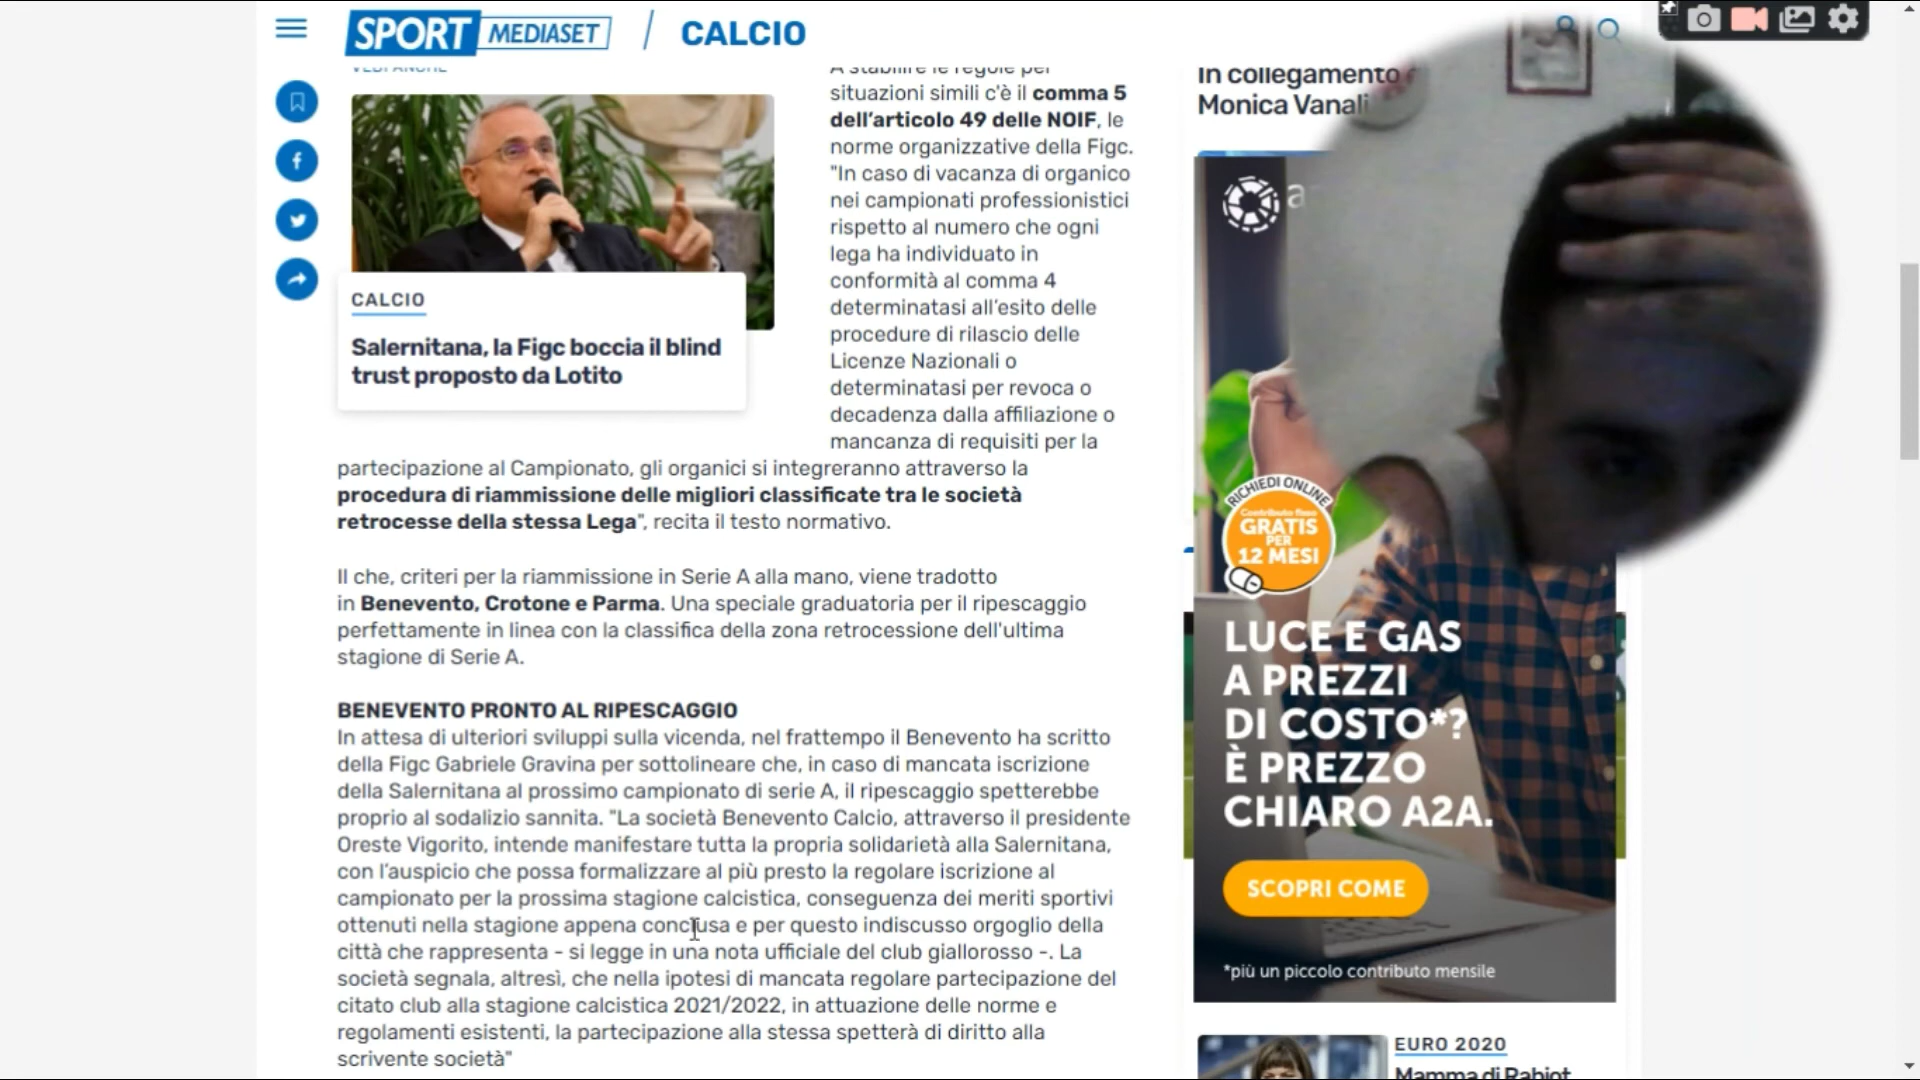 SPORT MEDIASET / CALCIO
CALCIO
Salernitana, la Figc boccia il blind
trust proposto da Lotito
situazioni simili c'è il comma 5
dell'articolo 49 delle NOIF, le
norme organizzative della Figc.
"In caso di vacanza di organico
nei campionati professionistici
rispetto al numero che ogni
lega ha individuato in
conformità al comma 4
determinatasi all'esito delle
procedure di rilascio delle
Licenze Nazionali o
determinatasi per revoca o
decadenza dalla affiliazione o
mancanza di requisiti per la
partecipazione al Campionato, gli organici si integreranno attraverso la
procedura di riammissione delle migliori classificate tra le società
retrocesse della stessa Lega", recita il testo normativo.
Il che, criteri per la riammissione in Serie A alla mano, viene tradotto
in Benevento, Crotone e Parma. Una speciale graduatoria per il ripescaggio
perfettamente in linea con la classifica della zona retrocessione dell'ultima
stagione di Serie A.
BENEVENTO PRONTO AL RIPESCAGGIO
In attesa di ulteriori sviluppi sulla vicenda, nel frattempo il Benevento ha scritto
della Figc Gabriele Gravina per sottolineare che, in caso di mancata iscrizione
della Salernitana al prossimo campionato di serie A, il ripescaggio spetterebbe
proprio al sodalizio sannita. "La società Benevento Calcio, attraverso il presidente
Oreste Vigorito, intende manifestare tutta la propria solidarietà alla Salernitana,
con l'auspicio che possa formalizzare al più presto la regolare iscrizione al
campionato per la prossima stagione calcistica, conseguenza dei meriti sportivi
ottenuti nella stagione appena conclusa e per questo indiscusso orgoglio della
città che rappresenta - si legge in una nota ufficiale del club giallorosso -. La
società segnala, altresì, che nella ipotesi di mancata regolare partecipazione del
citato club alla stagione calcistica 2021/2022, in attuazione delle norme e
regolamenti esistenti, la partecipazione alla stessa spetterà di diritto alla
scrivente società"
In collegamento
Monica Vanali
RICHIEDI ONLINE
Contributo fisso
GRATIS
PER
12 MESI
LUCE E GAS
A PREZZI
DI COSTO*?
È PREZZO
CHIARO A2A.
SCOPRI COME
*più un piccolo contributo mensile
EURO 2020
Mamma di Rabiot